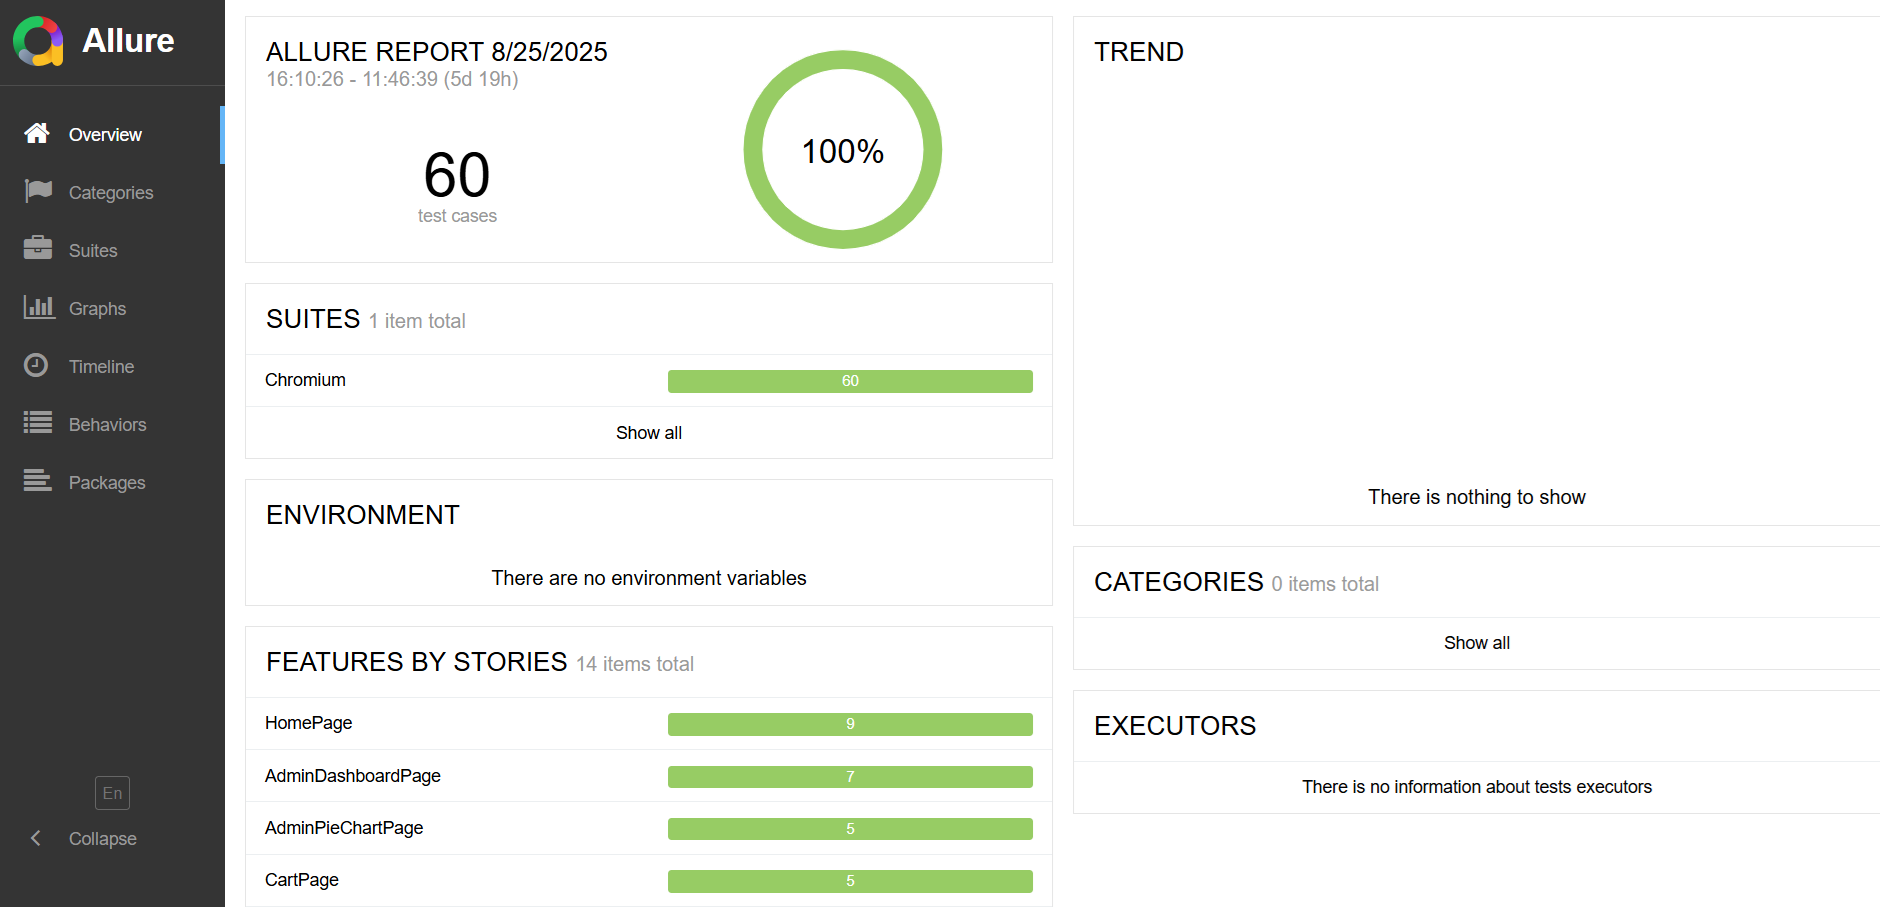 Allure
Overview
Categories
Suites
Graphs
Timeline
Behaviors
Packages
En
Collapse
ALLURE REPORT 8/25/2025
16:10:26 - 11:46:39 (5d 19h)
60
test cases
100%
SUITES 1 item total
Chromium 60
Show all
ENVIRONMENT
There are no environment variables
FEATURES BY STORIES 14 items total
HomePage 9
AdminDashboardPage 7
AdminPieChartPage 5
CartPage 5
TREND
There is nothing to show
CATEGORIES 0 items total
Show all
EXECUTORS
There is no information about tests executors